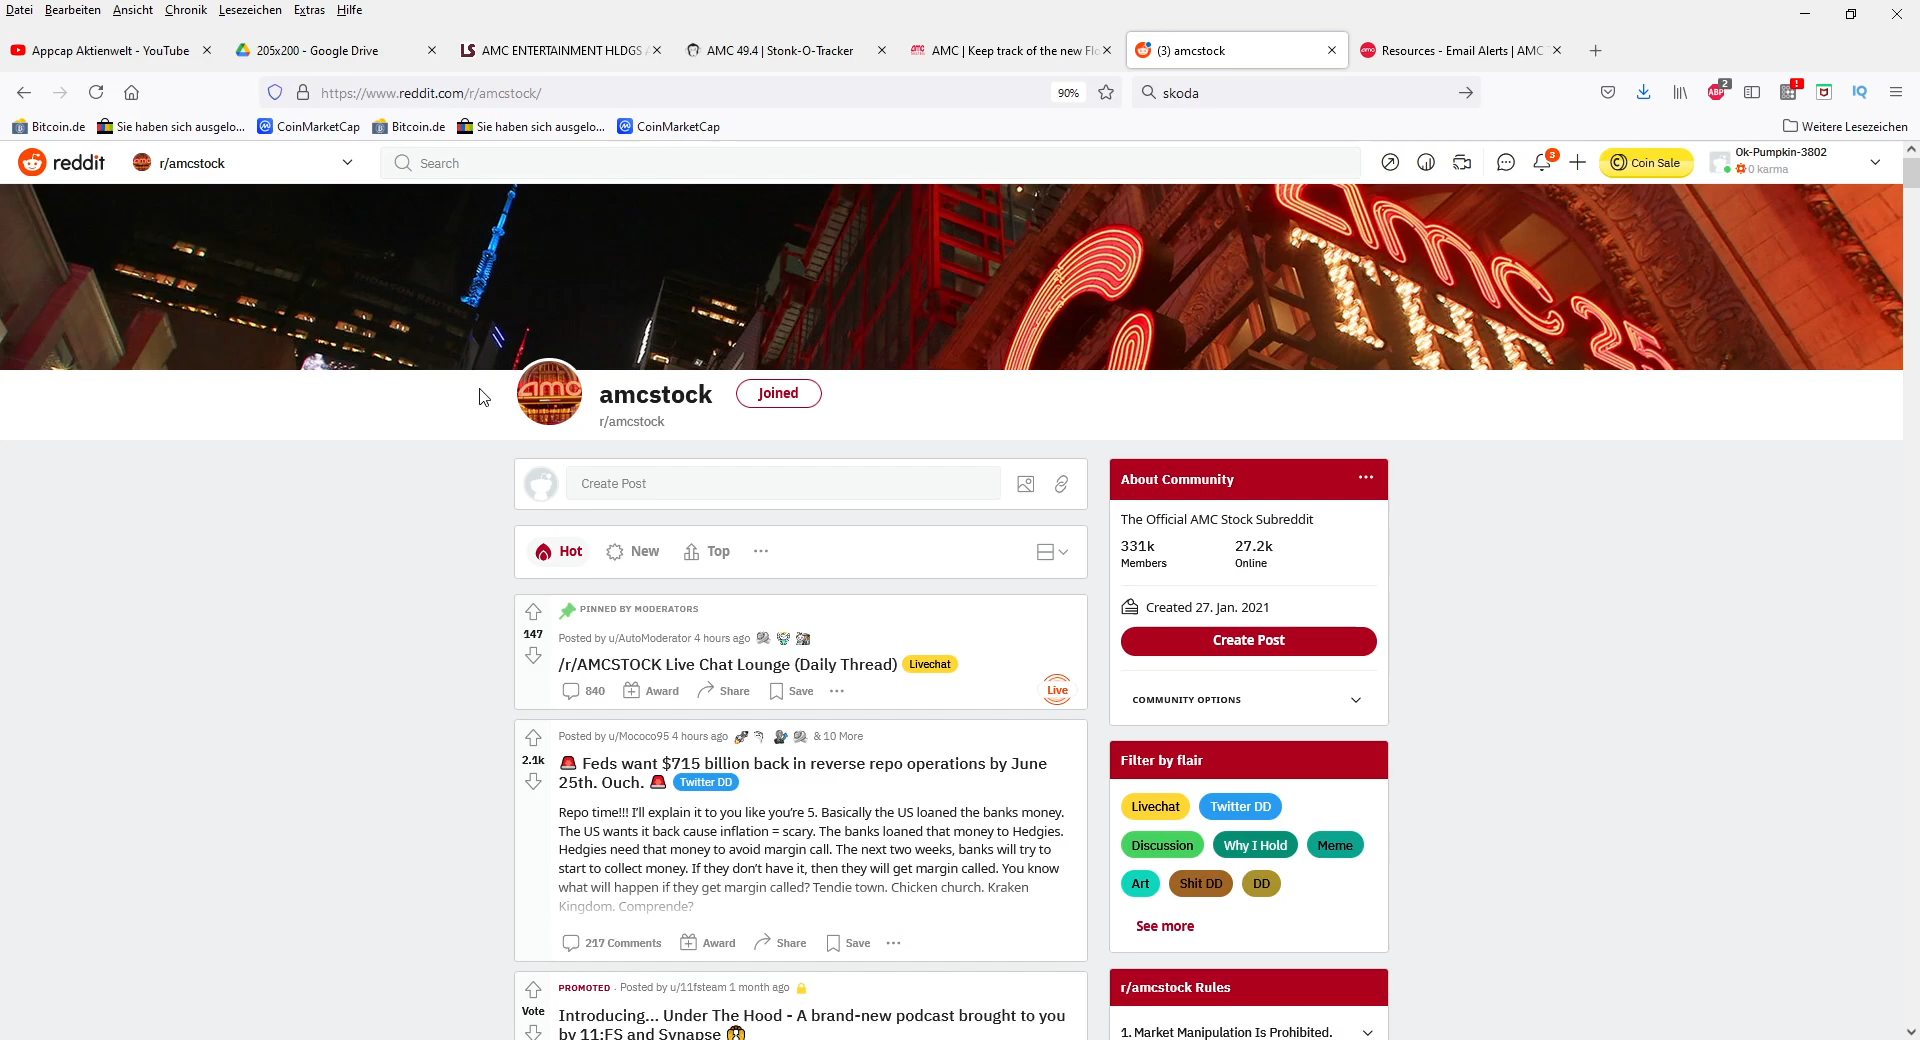 Datei Bearbeiten Ansicht Chronik Lesezeichen Extras Hilfe
Appcap Aktienwelt - YouTube 205x200 - Google Drive AMC ENTERTAINMENT HLDGS AMC 49.4 | Stonk-O-Tracker AMC | Keep track of the new Flo (3) amcstock Resources - Email Alerts | AMC
https://www.reddit.com/r/amcstock/ 90% skoda ABP 2 ! IQ
Bitcoin.de Sie haben sich ausgelo... CoinMarketCap Bitcoin.de Sie haben sich ausgelo... CoinMarketCap Weitere Lesezeichen
reddit r/amcstock Search 3 Coin Sale Ok-Pumpkin-3802
0 karma
THOMSON REUTERS
amc 25
THE
amc
amcstock Joined
r/amcstock
Create Post
Hot New Top
PINNED BY MODERATORS
147
Posted by u/AutoModerator 4 hours ago
/r/AMCSTOCK Live Chat Lounge (Daily Thread) Livechat
840 Award Share Save Live
Posted by u/Mococo95 4 hours ago & 10 More
2.1k
Feds want $715 billion back in reverse repo operations by June
25th. Ouch. Twitter DD
Repo time!!! I'll explain it to you like you're 5. Basically the US loaned the banks money.
The US wants it back cause inflation = scary. The banks loaned that money to Hedgies.
Hedgies need that money to avoid margin call. The next two weeks, banks will try to
start to collect money. If they don't have it, then they will get margin called. You know
what will happen if they get margin called? Tendie town. Chicken church. Kraken
Kingdom. Comprende?
217 Comments Award Share Save
PROMOTED · Posted by u/11fsteam 1 month ago
Vote
Introducing... Under The Hood - A brand-new podcast brought to you
by 11:FS and Synapse
About Community
The Official AMC Stock Subreddit
331k 27.2k
Members Online
Created 27. Jan. 2021
Create Post
COMMUNITY OPTIONS
Filter by flair
Livechat Twitter DD
Discussion Why I Hold Meme
Art Shit DD DD
See more
r/amcstock Rules
1. Market Manipulation Is Prohibited.